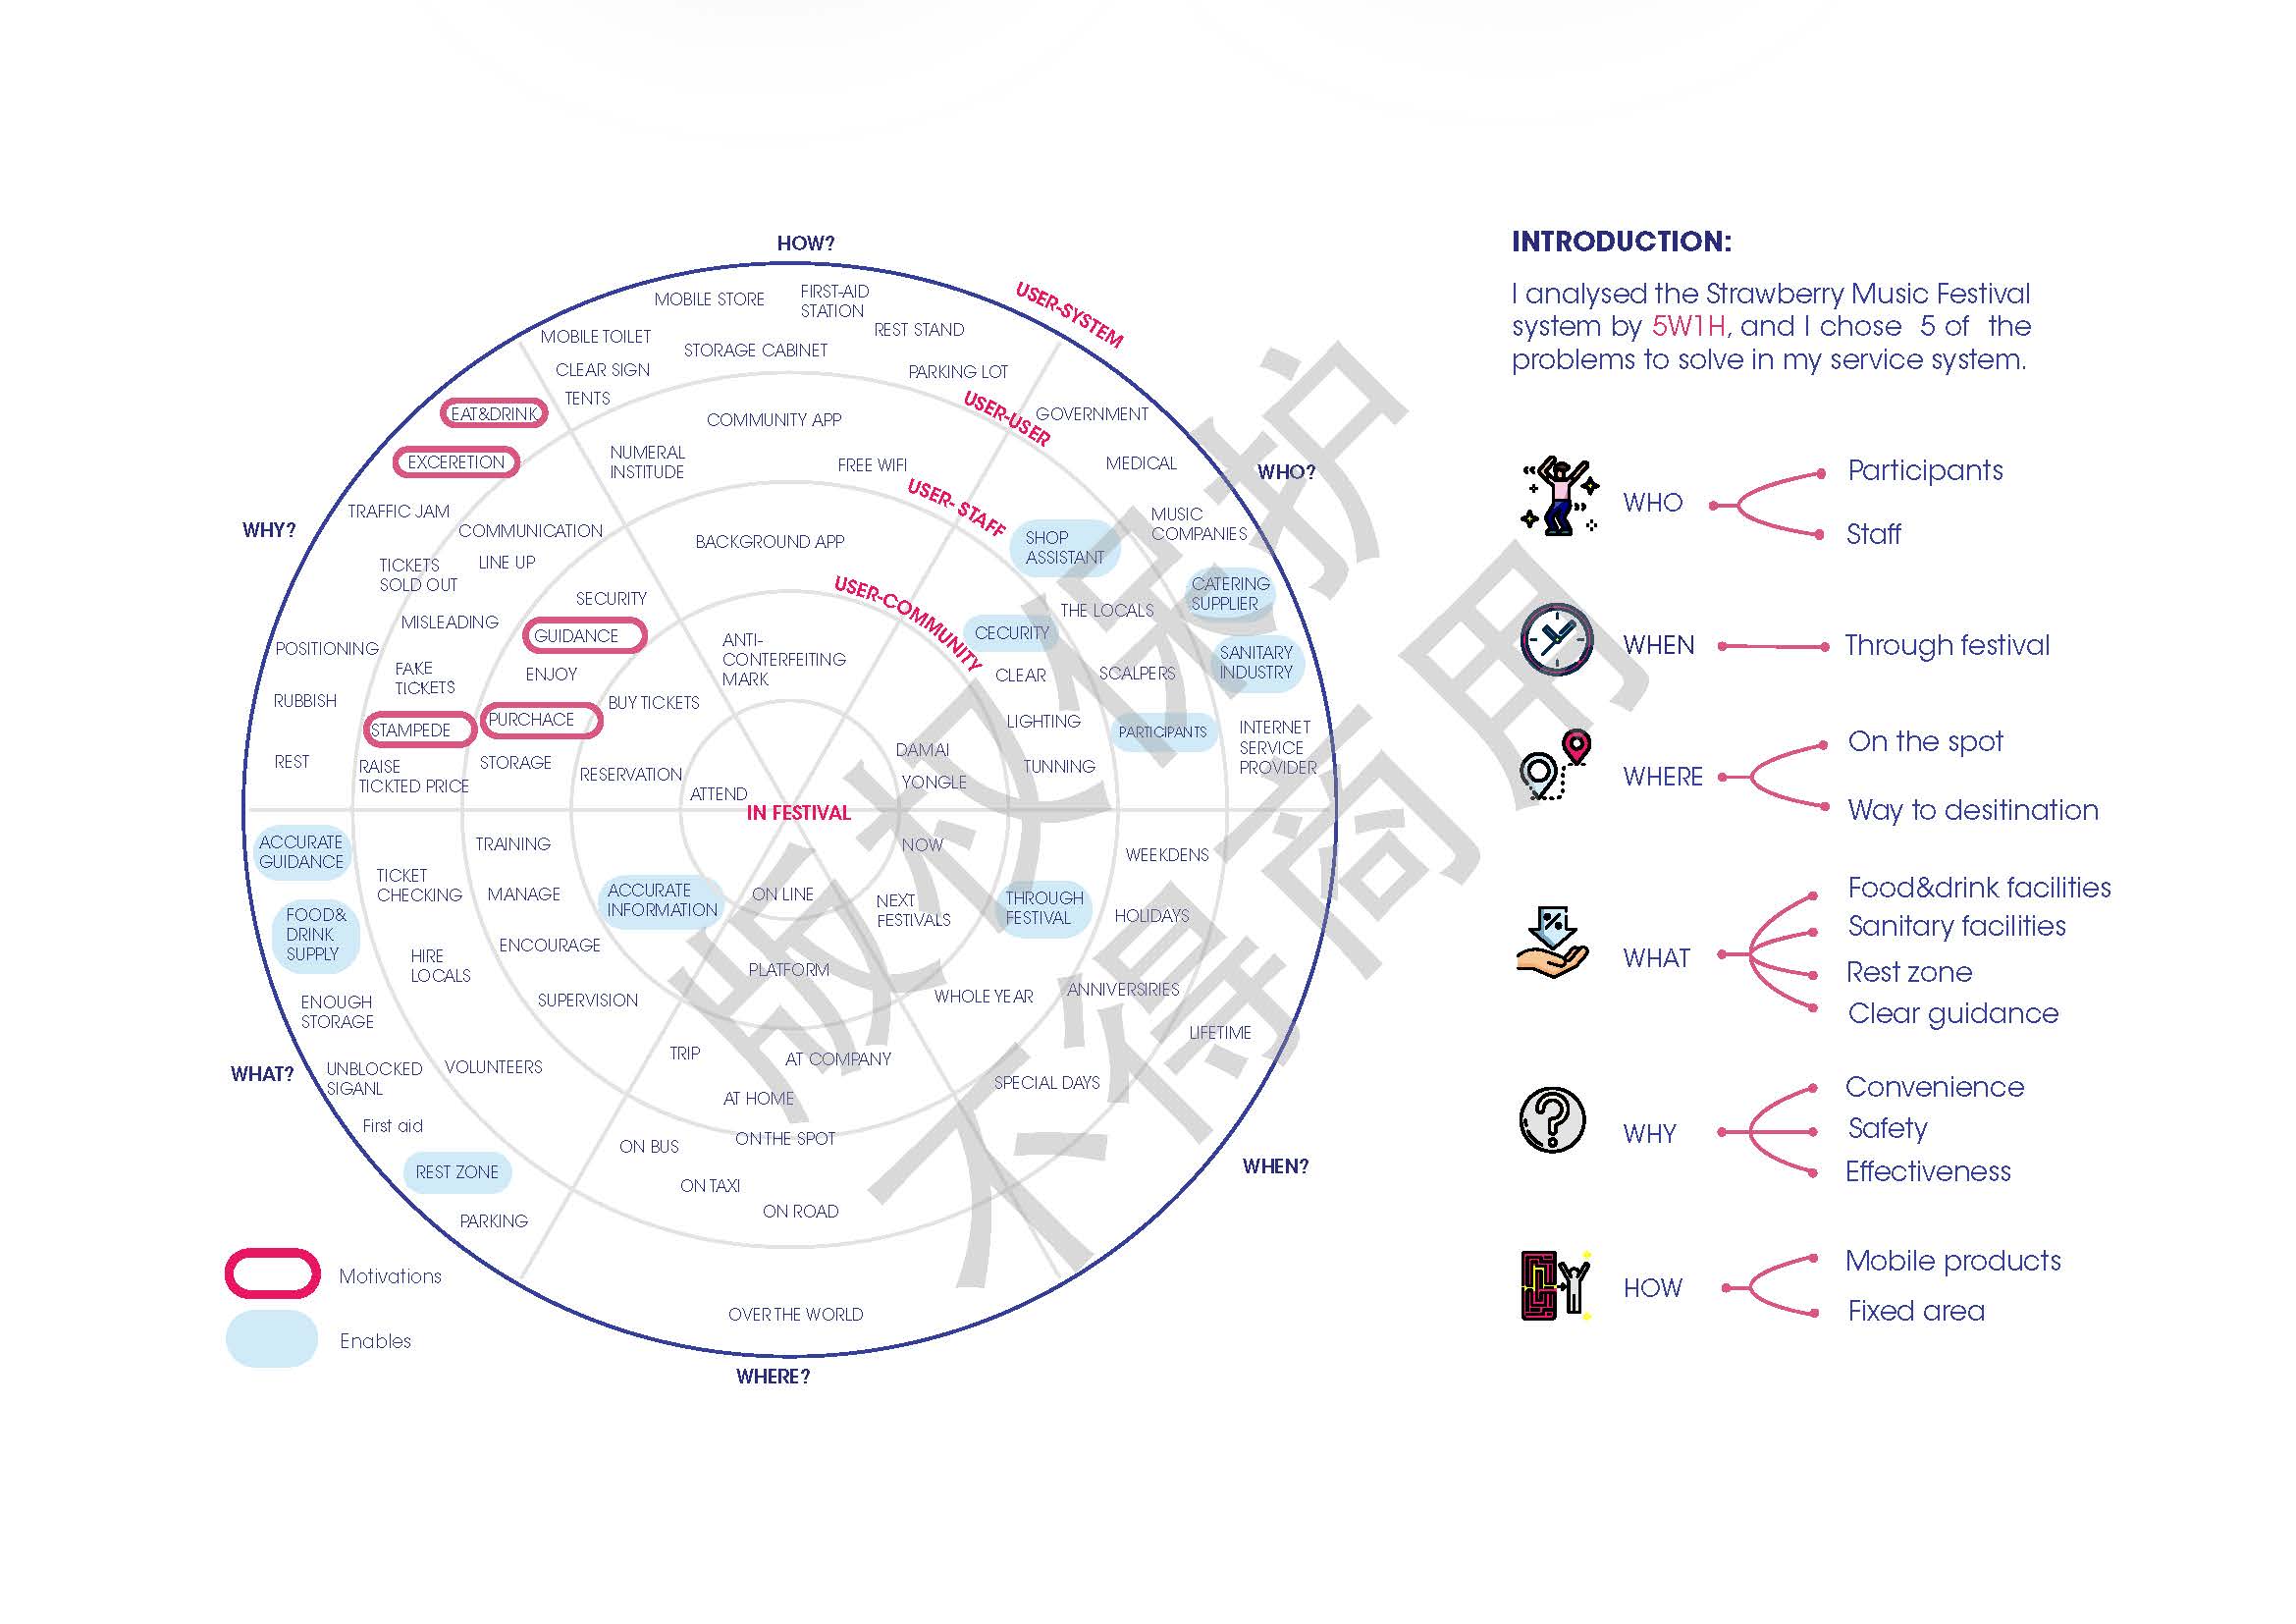 HOW?
USER-SYSTEM
MOBILE STORE
FIRST-AID
STATION
REST STAND
MOBILE TOILET
STORAGE CABINET
CLEAR SIGN
PARKING LOT
TENTS
USER-USER
COMMUNITY APP
NUMERAL
INSTITUDE
FREE WIFI
USER- STAFF
BACKGROUND APP
USER-COMMUNITY
ANTI-
CONTERFEITING
MARK
WHO?
GOVERNMENT
MEDICAL
MUSIC
COMPANIES
SHOP
ASSISTANT
CATERING
SUPPLIER
THE LOCALS
CECURITY
SANITARY
INDUSTRY
CLEAR
SCALPERS
LIGHTING
PARTICIPANTS
INTERNET
SERVICE
PROVIDER
DAMAI
TUNNING
YONGLE
WHY?
EAT&DRINK
EXCERETION
TRAFFIC JAM
COMMUNICATION
TICKETS
SOLD OUT
LINE UP
SECURITY
MISLEADING
GUIDANCE
POSITIONING
FAKE
TICKETS
ENJOY
RUBBISH
BUY TICKETS
STAMPEDE
PURCHACE
REST
RAISE
TICKTED PRICE
STORAGE
RESERVATION
ATTEND
IN FESTIVAL
WHAT?
ACCURATE
GUIDANCE
TRAINING
TICKET
CHECKING
MANAGE
ACCURATE
INFORMATION
FOOD&
DRINK
SUPPLY
ENCOURAGE
HIRE
LOCALS
SUPERVISION
ENOUGH
STORAGE
UNBLOCKED
SIGANL
VOLUNTEERS
First aid
REST ZONE
PARKING
ON LINE
PLATFORM
TRIP
AT COMPANY
AT HOME
ON THE SPOT
ON BUS
ON TAXI
ON ROAD
OVER THE WORLD
WHERE?
NOW
WEEKDENS
NEXT
FESTIVALS
THROUGH
FESTIVAL
HOLIDAYS
WHOLE YEAR
ANNIVERSIRIES
LIFETIME
SPECIAL DAYS
WHEN?
Motivations
Enables
INTRODUCTION:
I analysed the Strawberry Music Festival
system by 5W1H, and I chose 5 of the
problems to solve in my service system.
WHO
Participants
Staff
WHEN
Through festival
WHERE
On the spot
Way to desitination
WHAT
Food&drink facilities
Sanitary facilities
Rest zone
Clear guidance
WHY
Convenience
Safety
Effectiveness
HOW
Mobile products
Fixed area
版权保护
不得商用